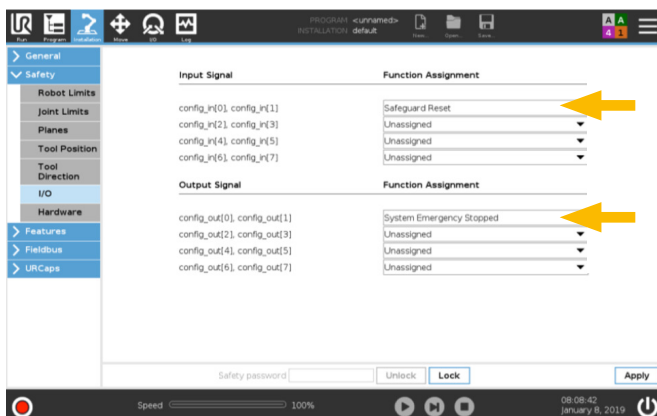 UR
PROGRAM <unnamed>
INSTALLATION default
Run Program Installation Move I/O Log New... Open... Save...
A A
4 1
General
Safety
Robot Limits
Joint Limits
Planes
Tool Position
Tool
Direction
I/O
Hardware
Features
Fieldbus
URCaps
Input Signal Function Assignment
config_in[0], config_in[1] Safeguard Reset
config_in[2], config_in[3] Unassigned
config_in[4], config_in[5] Unassigned
config_in[6], config_in[7] Unassigned
Output Signal Function Assignment
config_out[0], config_out[1] System Emergency Stopped
config_out[2], config_out[3] Unassigned
config_out[4], config_out[5] Unassigned
config_out[6], config_out[7] Unassigned
Safety password Unlock Lock Apply
Speed 100%
08:08:42
January 8, 2019